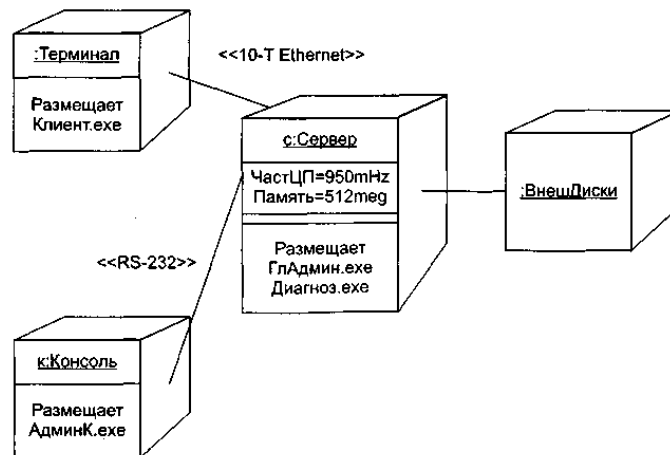 :Терминал
Размещает
Клиент.exe
<<10-T Ethernet>>
с:Сервер
ЧастЦП=950mHz
Память=512meg
Размещает
ГлАдмин.exe
Диагноз.exe
:ВнешДиски
<<RS-232>>
к:Консоль
Размещает
АдминК.exe